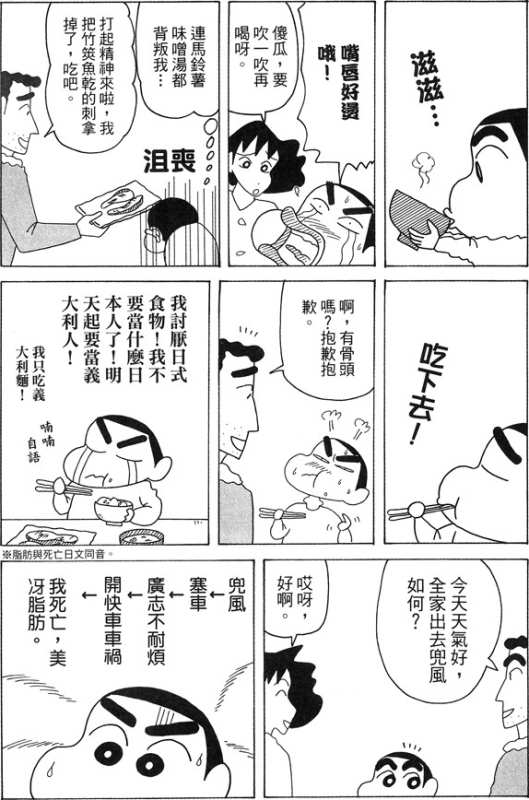 滋滋…
嘴唇好燙
哦！
傻瓜，要
吹一吹再
喝呀。
連馬鈴薯
味噌湯都
背叛我…
沮喪
打起精神來啦，我
把竹筴魚乾的刺拿
掉了，吃吧。
吃下去！
啊，有骨頭
嗎？抱歉抱
歉。
我討厭日式
食物！我不
要當什麼日
本人了！明
天起要當義
大利人！
我只吃義
大利麵！
喃喃
自語
※脂肪與死亡日文同音。
今天天氣好，
全家出去兜風
如何？
哎呀，
好啊。
兜風
↓
塞車
↓
廣志不耐煩
↓
開快車車禍
↓
我死亡，美
冴脂肪。